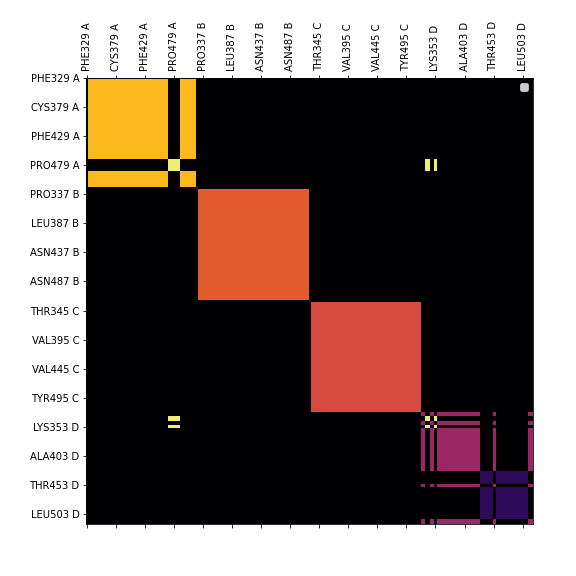 PHE329 A
CYS379 A
PHE429 A
PRO479 A
PRO337 B
LEU387 B
ASN437 B
ASN487 B
THR345 C
VAL395 C
VAL445 C
TYR495 C
LYS353 D
ALA403 D
THR453 D
LEU503 D
PHE329 A
CYS379 A
PHE429 A
PRO479 A
PRO337 B
LEU387 B
ASN437 B
ASN487 B
THR345 C
VAL395 C
VAL445 C
TYR495 C
LYS353 D
ALA403 D
THR453 D
LEU503 D